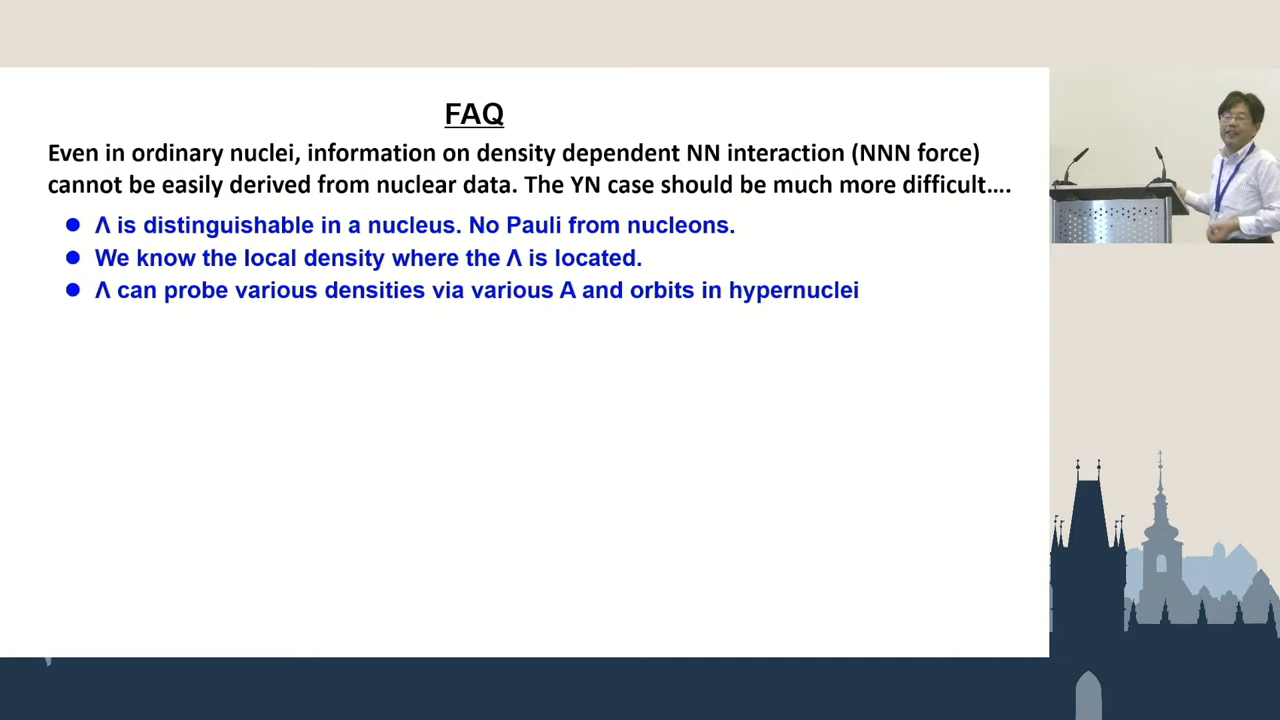 FAQ
Even in ordinary nuclei, information on density dependent NN interaction (NNN force)
cannot be easily derived from nuclear data. The YN case should be much more difficult….
● Λ is distinguishable in a nucleus. No Pauli from nucleons.
● We know the local density where the Λ is located.
● Λ can probe various densities via various A and orbits in hypernuclei